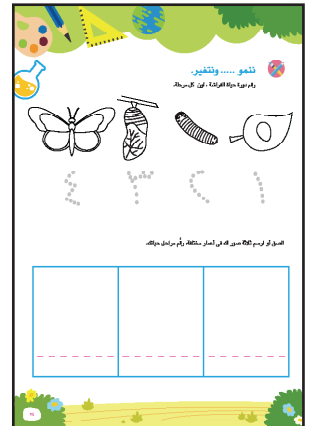 ننمو ..... ونتغير.
رقم دورة حياة الفراشة ، لون كل مرحلة.
٤ ٣ ٢ ١
الصق أو ارسم ثلاثة صور لك في أعمار مختلفة. رقّم مراحل حياتك.